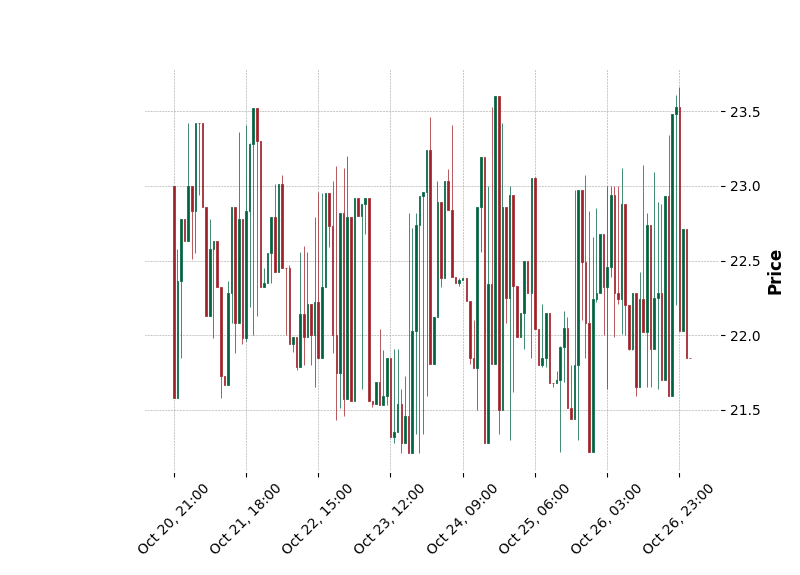 23.5
23.0
22.5
22.0
21.5
Price
Oct 20, 21:00
Oct 21, 18:00
Oct 22, 15:00
Oct 23, 12:00
Oct 24, 09:00
Oct 25, 06:00
Oct 26, 03:00
Oct 26, 23:00